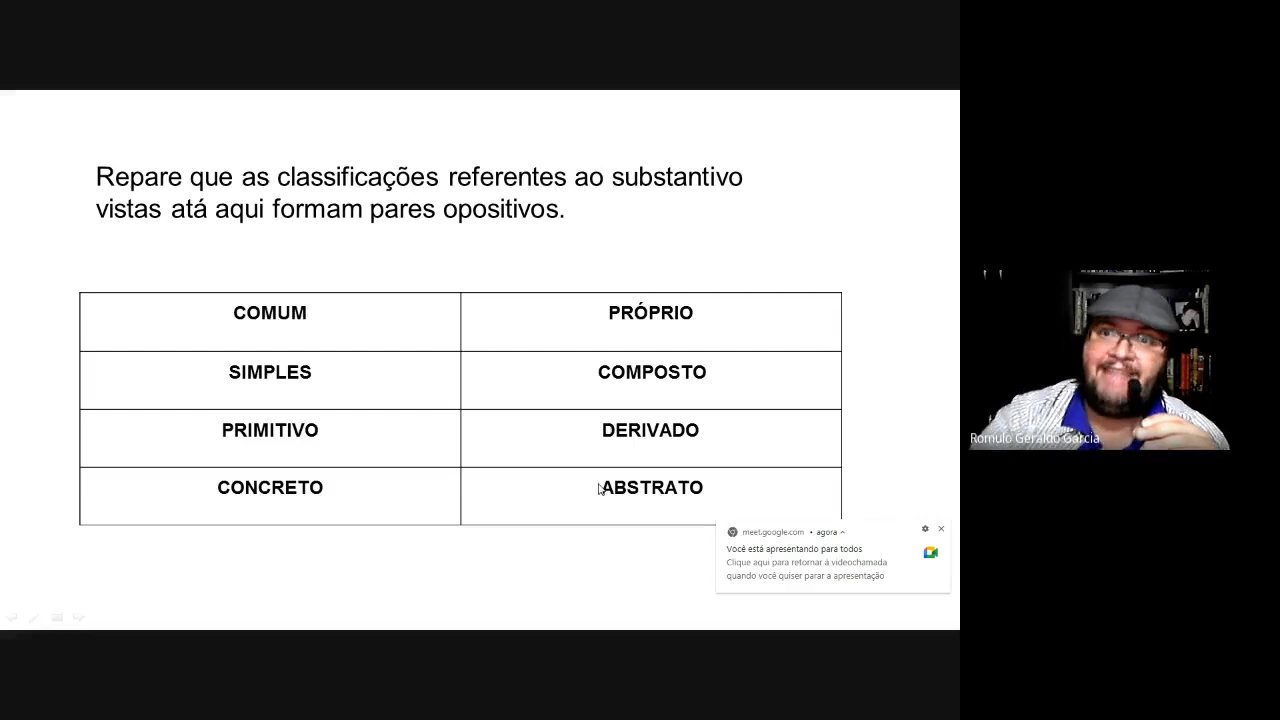 Repare que as classificações referentes ao substantivo
vistas atá aqui formam pares opositivos.
COMUM
PRÓPRIO
SIMPLES
COMPOSTO
PRIMITIVO
DERIVADO
CONCRETO
ABSTRATO
meet.google.com • agora
Você está apresentando para todos
Clique aqui para retornar à videochamada
quando você quiser parar a apresentação
Romulo Geraldo Garcia